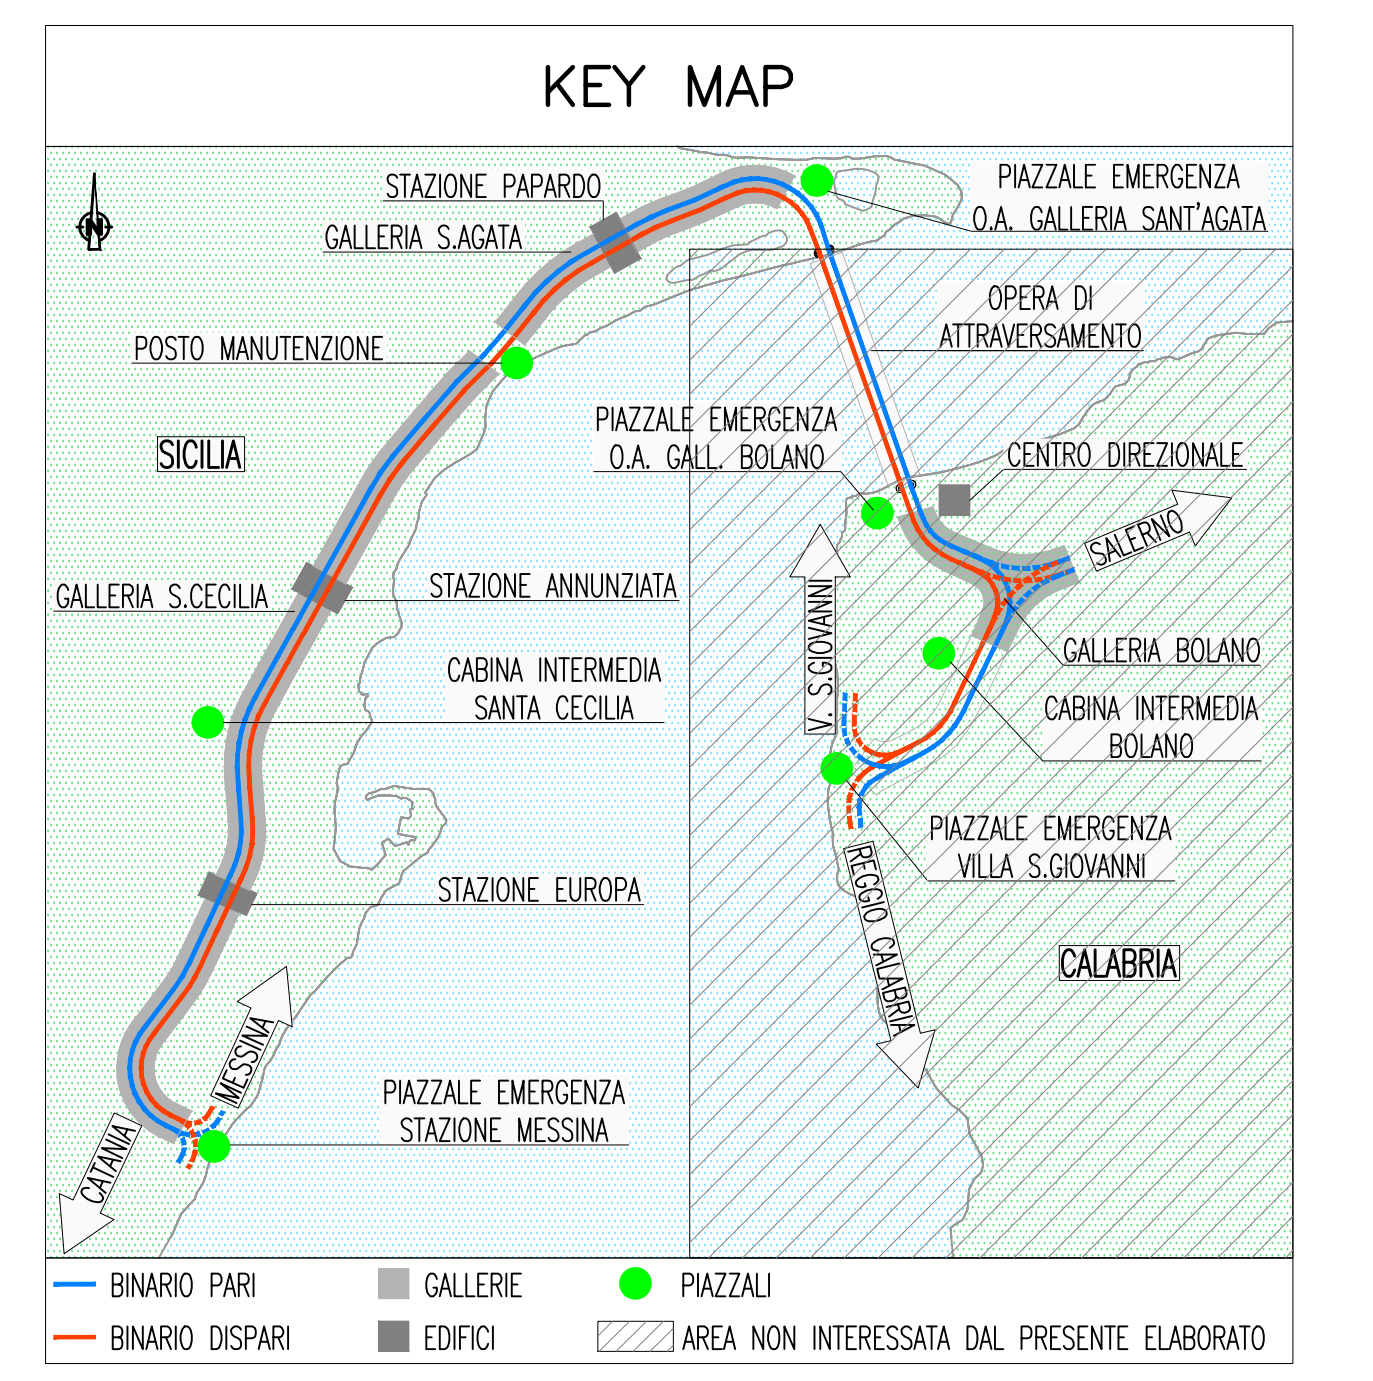 KEY MAP
N
STAZIONE PAPARDO
GALLERIA S.AGATA
PIAZZALE EMERGENZA
O.A. GALLERIA SANT'AGATA
OPERA DI
ATTRAVERSAMENTO
POSTO MANUTENZIONE
PIAZZALE EMERGENZA
O.A. GALL. BOLANO
SICILIA
CENTRO DIREZIONALE
SALERNO
STAZIONE ANNUNZIATA
GALLERIA S.CECILIA
V. S.GIOVANNI
GALLERIA BOLANO
CABINA INTERMEDIA
SANTA CECILIA
CABINA INTERMEDIA
BOLANO
PIAZZALE EMERGENZA
VILLA S.GIOVANNI
STAZIONE EUROPA
REGGIO CALABRIA
CALABRIA
MESSINA
PIAZZALE EMERGENZA
STAZIONE MESSINA
CATANIA
BINARIO PARI
GALLERIE
PIAZZALI
BINARIO DISPARI
EDIFICI
AREA NON INTERESSATA DAL PRESENTE ELABORATO